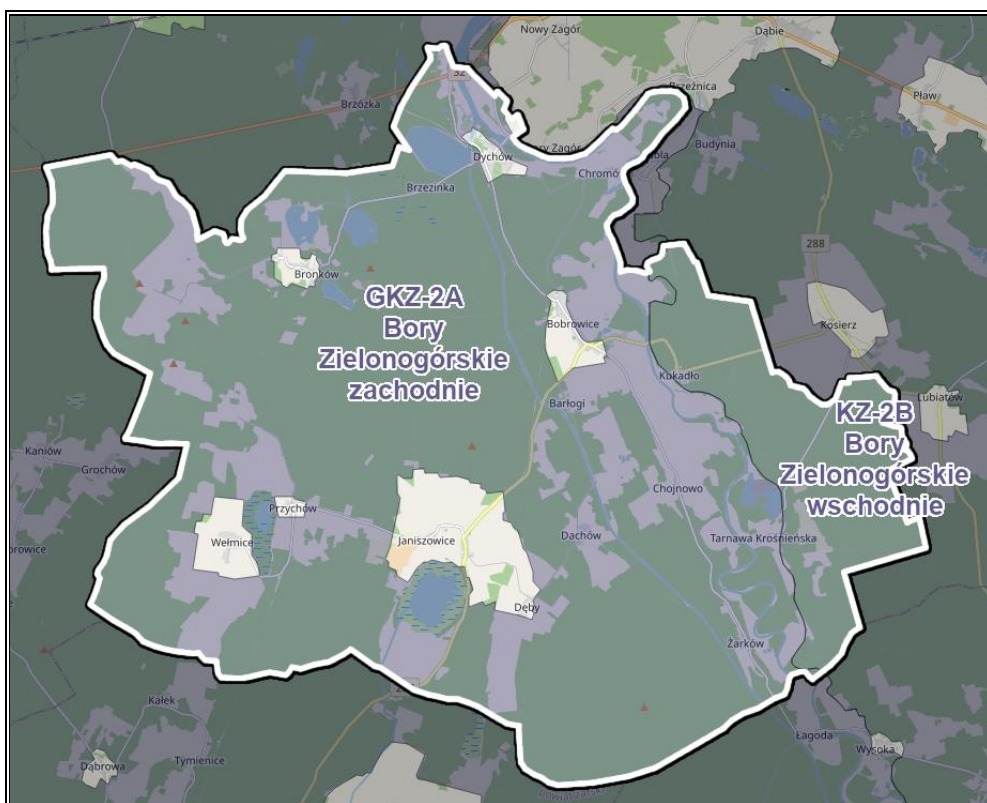 Nowy Zagór
Dąbie
32
Brzózka
Brzeźnica
Pław
Dychów
Budynia
Brzezinka
Chromó
288
Bronków
GKZ-2A
Bory
Zielonogórskie
zachodnie
Bobrowice
Kosierz
Kukadło
Lubiatów
KZ-2B
Bory
Zielonogórskie
wschodnie
Barłogi
Kaniów
Grochów
Chojnowo
Przychów
Wełmice
Janiszowice
Dachów
Tarnawa Krośnieńska
Dęby
Żarków
Kałek
Łagoda
Wysoka
Dąbrowa
Tymienice